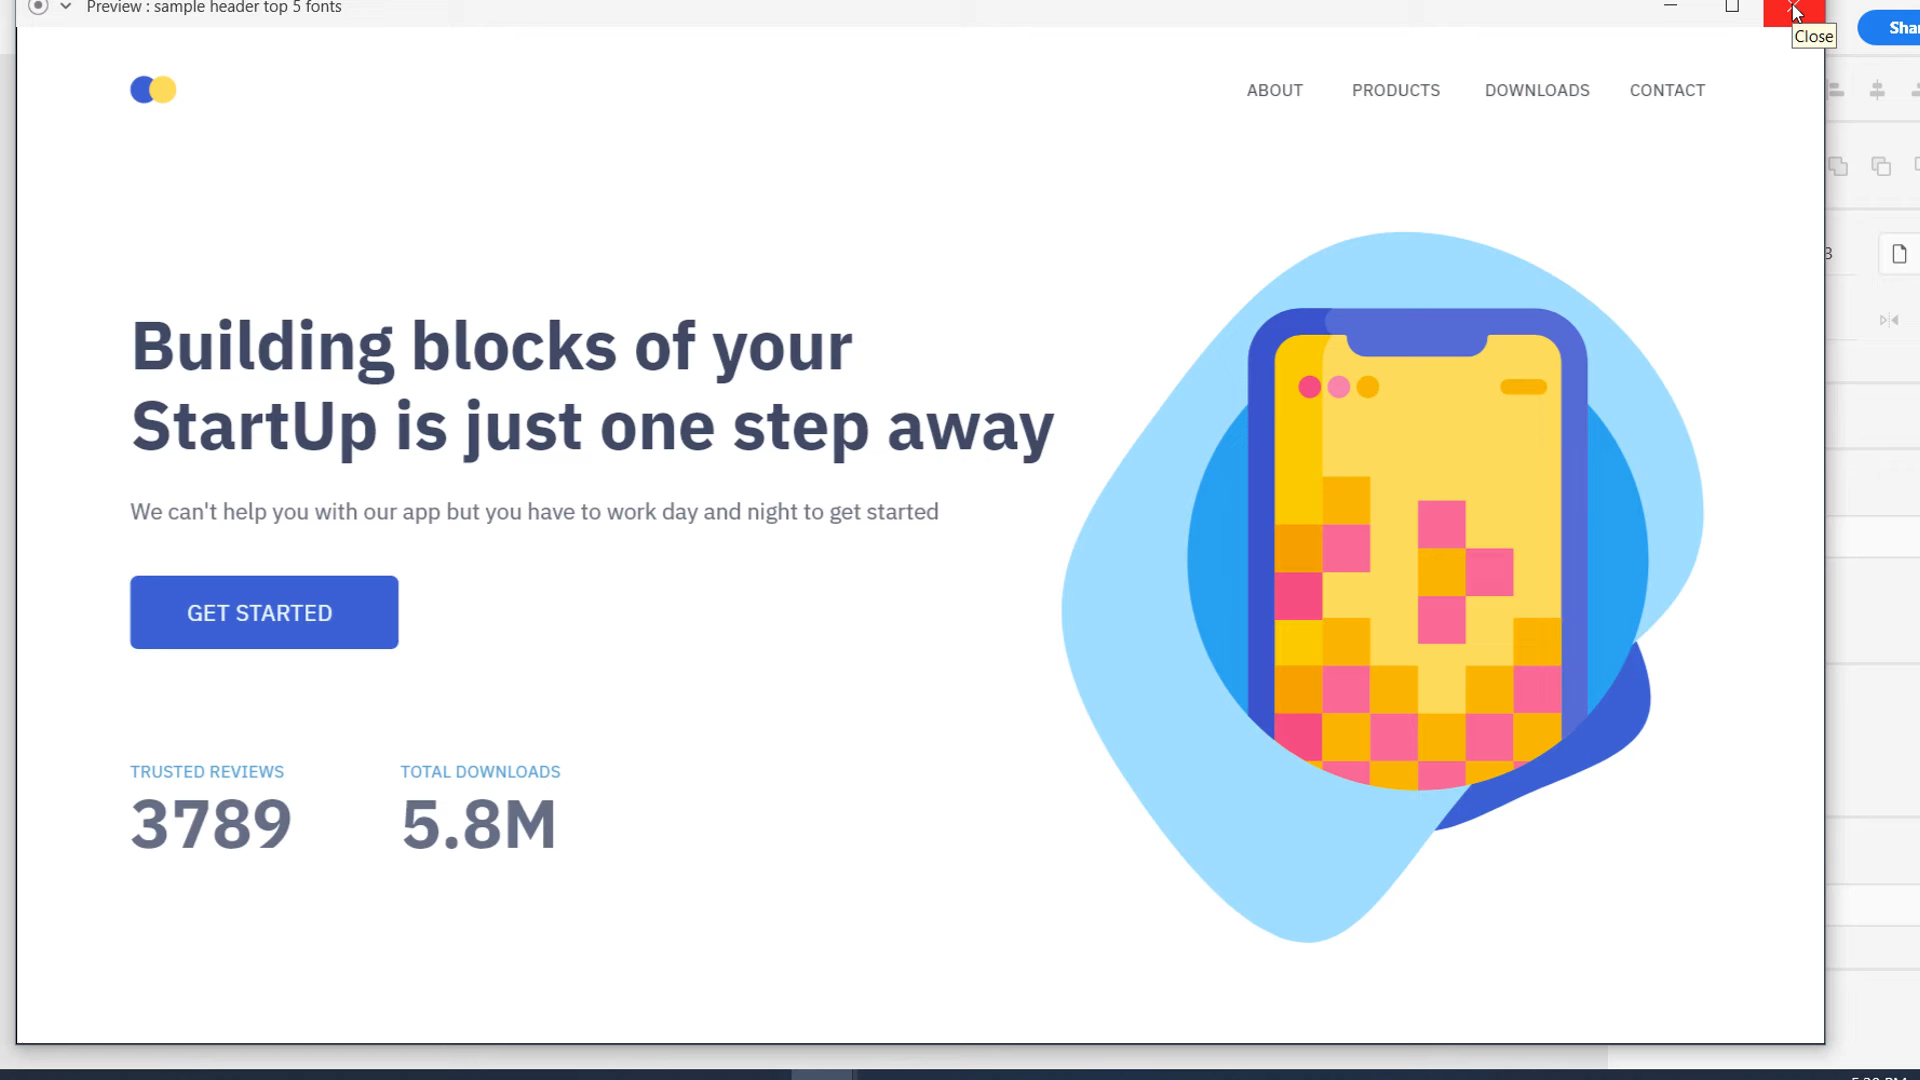 Preview : sample header top 5 fonts
Close
ABOUT PRODUCTS DOWNLOADS CONTACT
Building blocks of your
StartUp is just one step away
We can't help you with our app but you have to work day and night to get started
GET STARTED
TRUSTED REVIEWS TOTAL DOWNLOADS
3789 5.8M